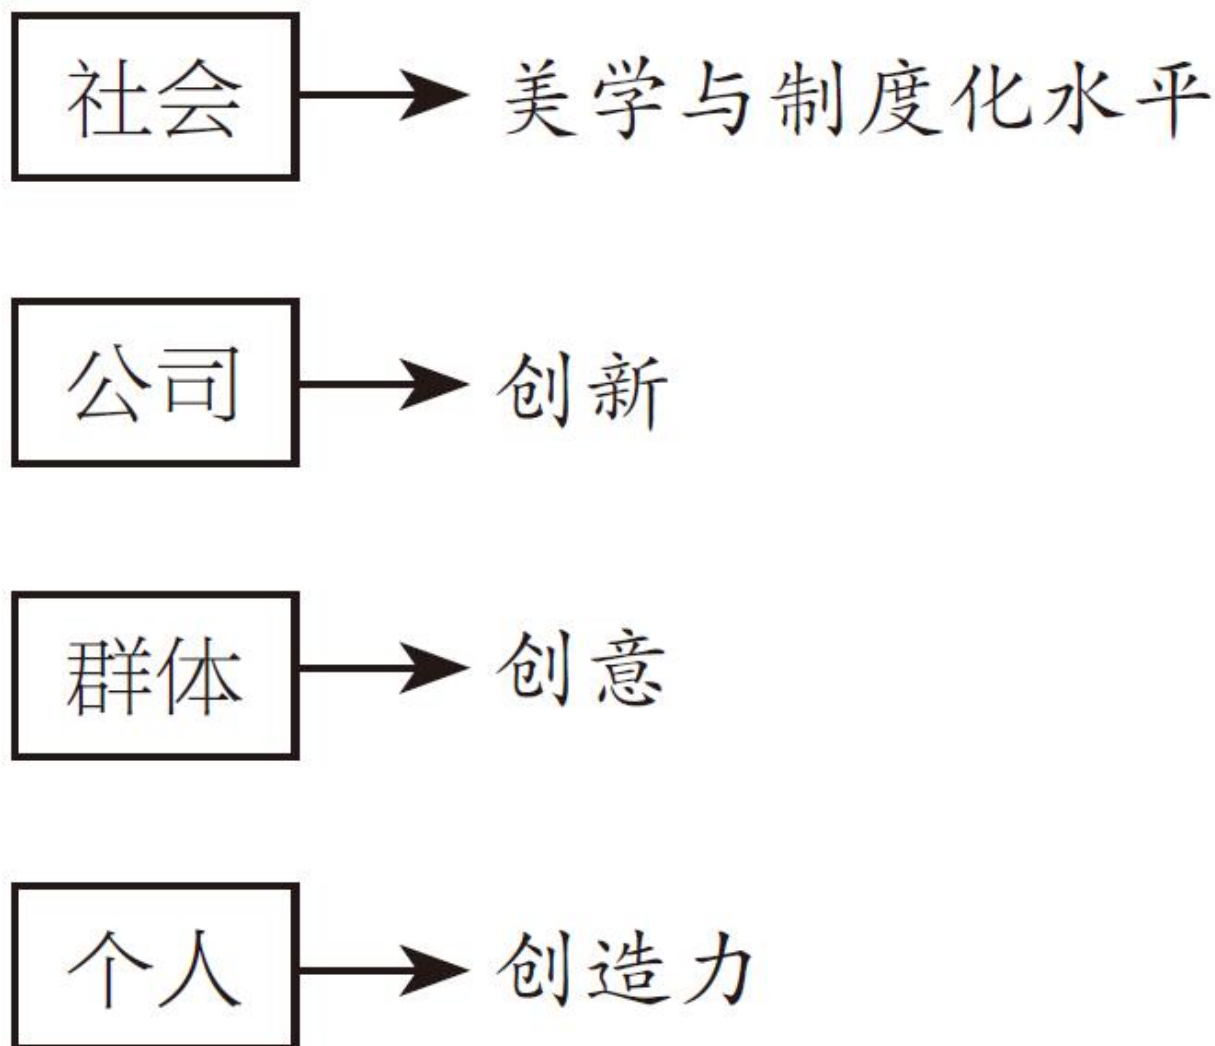 社会 美学与制度化水平
公司 创新
群体 创意
个人 创造力